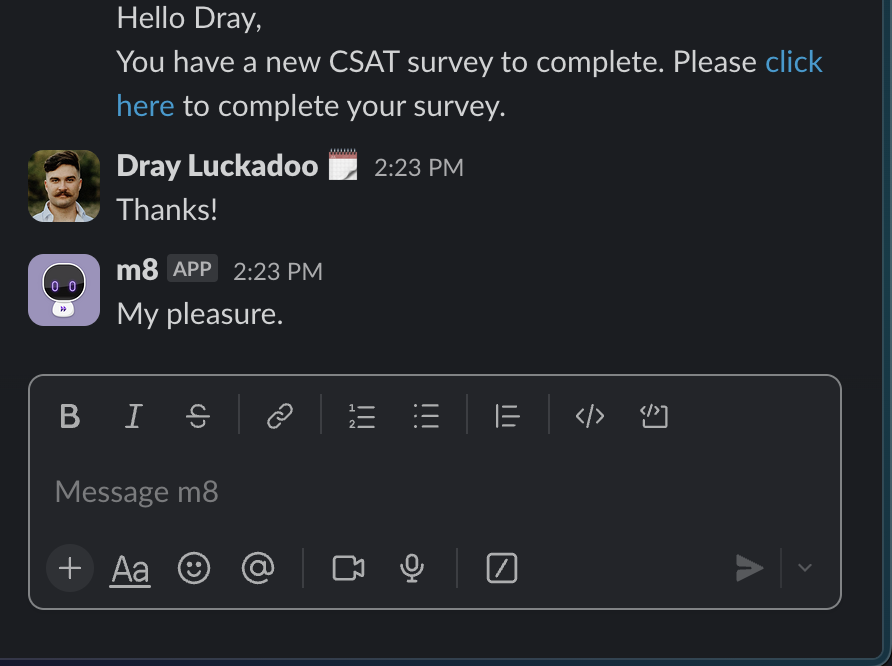 Hello Dray,
You have a new CSAT survey to complete. Please click
here to complete your survey.
Dray Luckadoo 2:23 PM
Thanks!
m8 APP 2:23 PM
My pleasure.
B I S
Message m8
Aa @